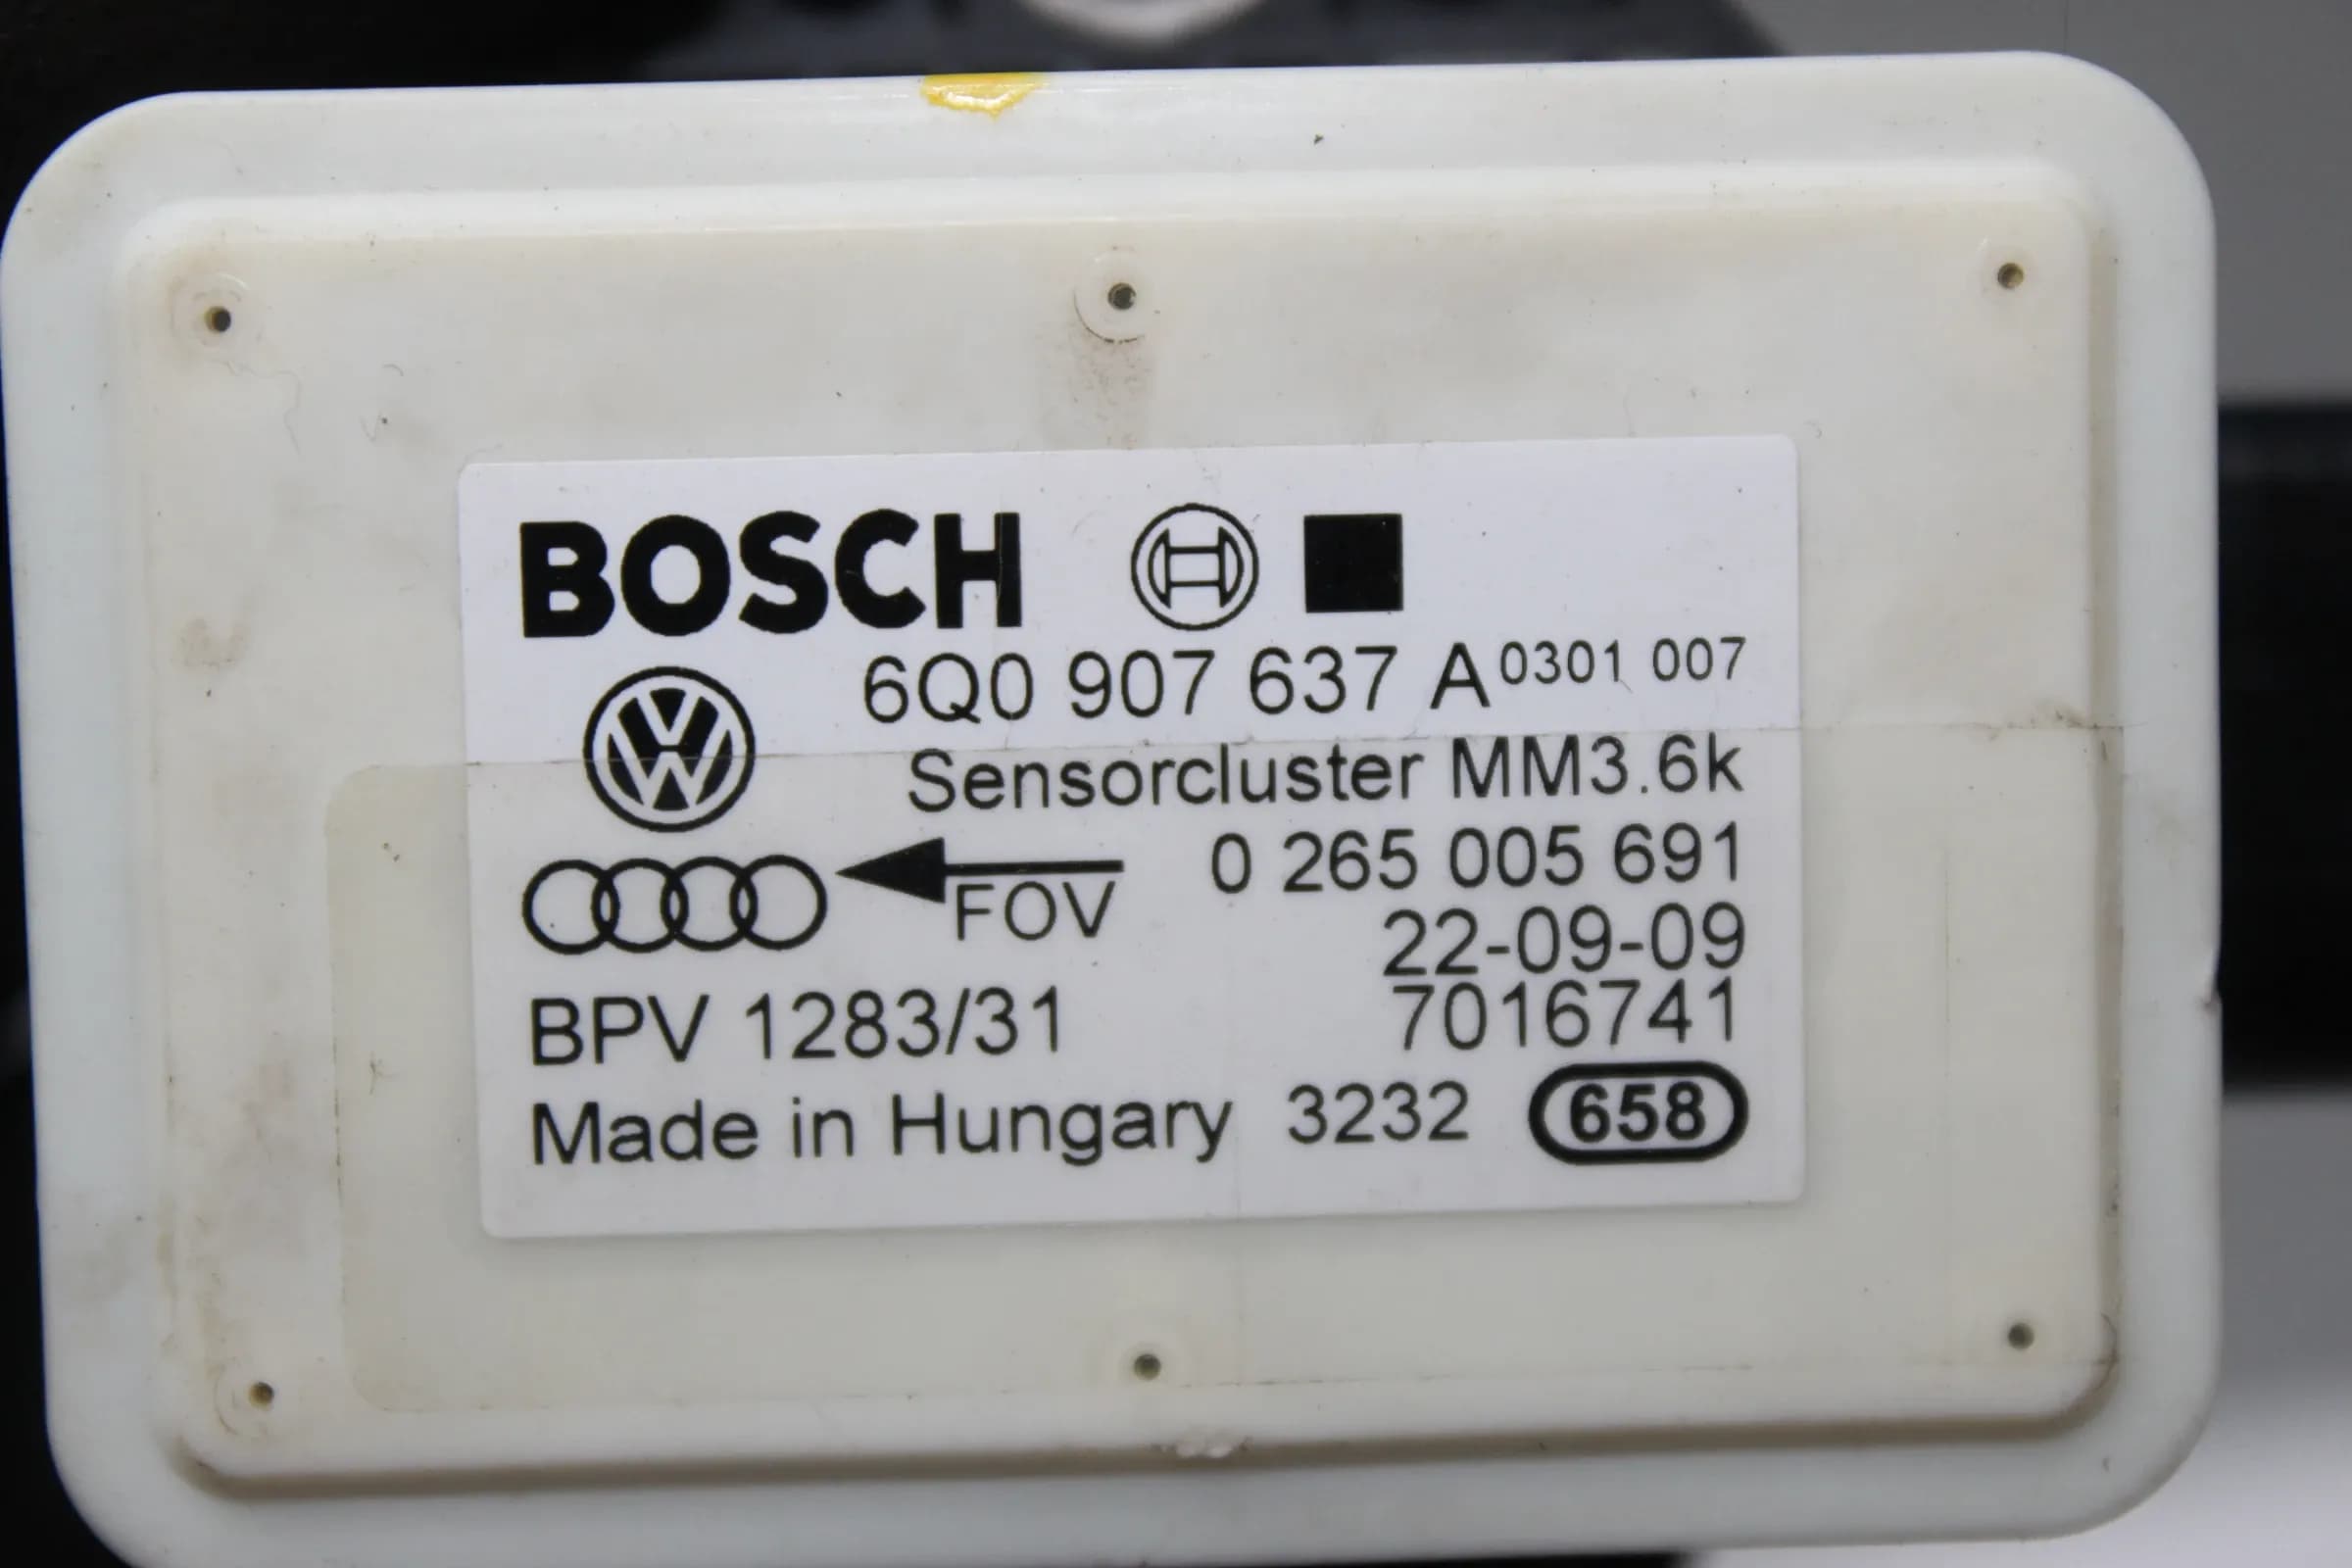 BOSCH
6Q0 907 637 A 0301 007
Sensorcluster MM3.6k
0 265 005 691
FOV
22-09-09
BPV 1283/31 7016741
Made in Hungary 3232 658